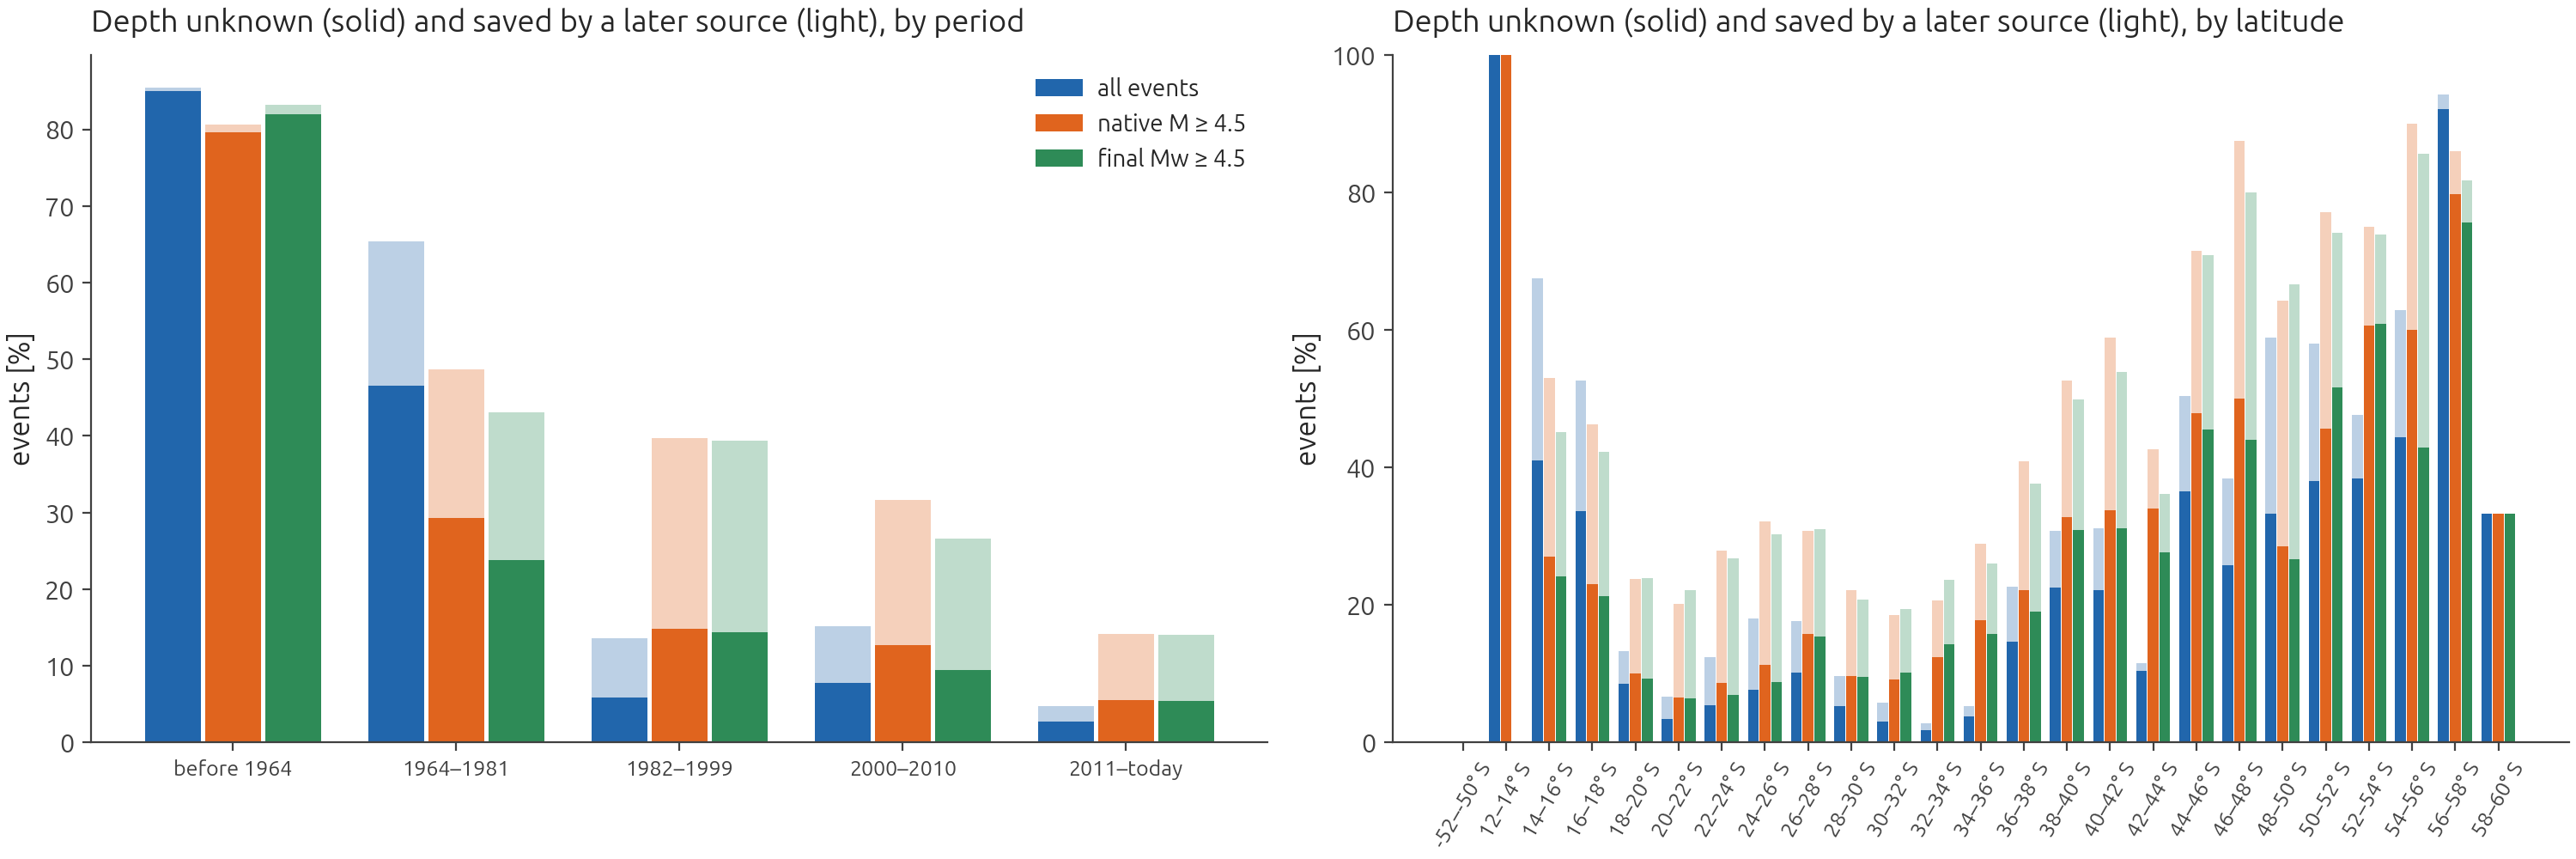 Depth unknown (solid) and saved by a later source (light), by period
events [%]
80
70
60
50
40
30
20
10
0
before 1964
1964–1981
1982–1999
2000–2010
2011–today
all events
native M ≥ 4.5
final Mw ≥ 4.5
Depth unknown (solid) and saved by a later source (light), by latitude
events [%]
100
80
60
40
20
0
-52–-50° S
12–14° S
14–16° S
16–18° S
18–20° S
20–22° S
22–24° S
24–26° S
26–28° S
28–30° S
30–32° S
32–34° S
34–36° S
36–38° S
38–40° S
40–42° S
42–44° S
44–46° S
46–48° S
48–50° S
50–52° S
52–54° S
54–56° S
56–58° S
58–60° S